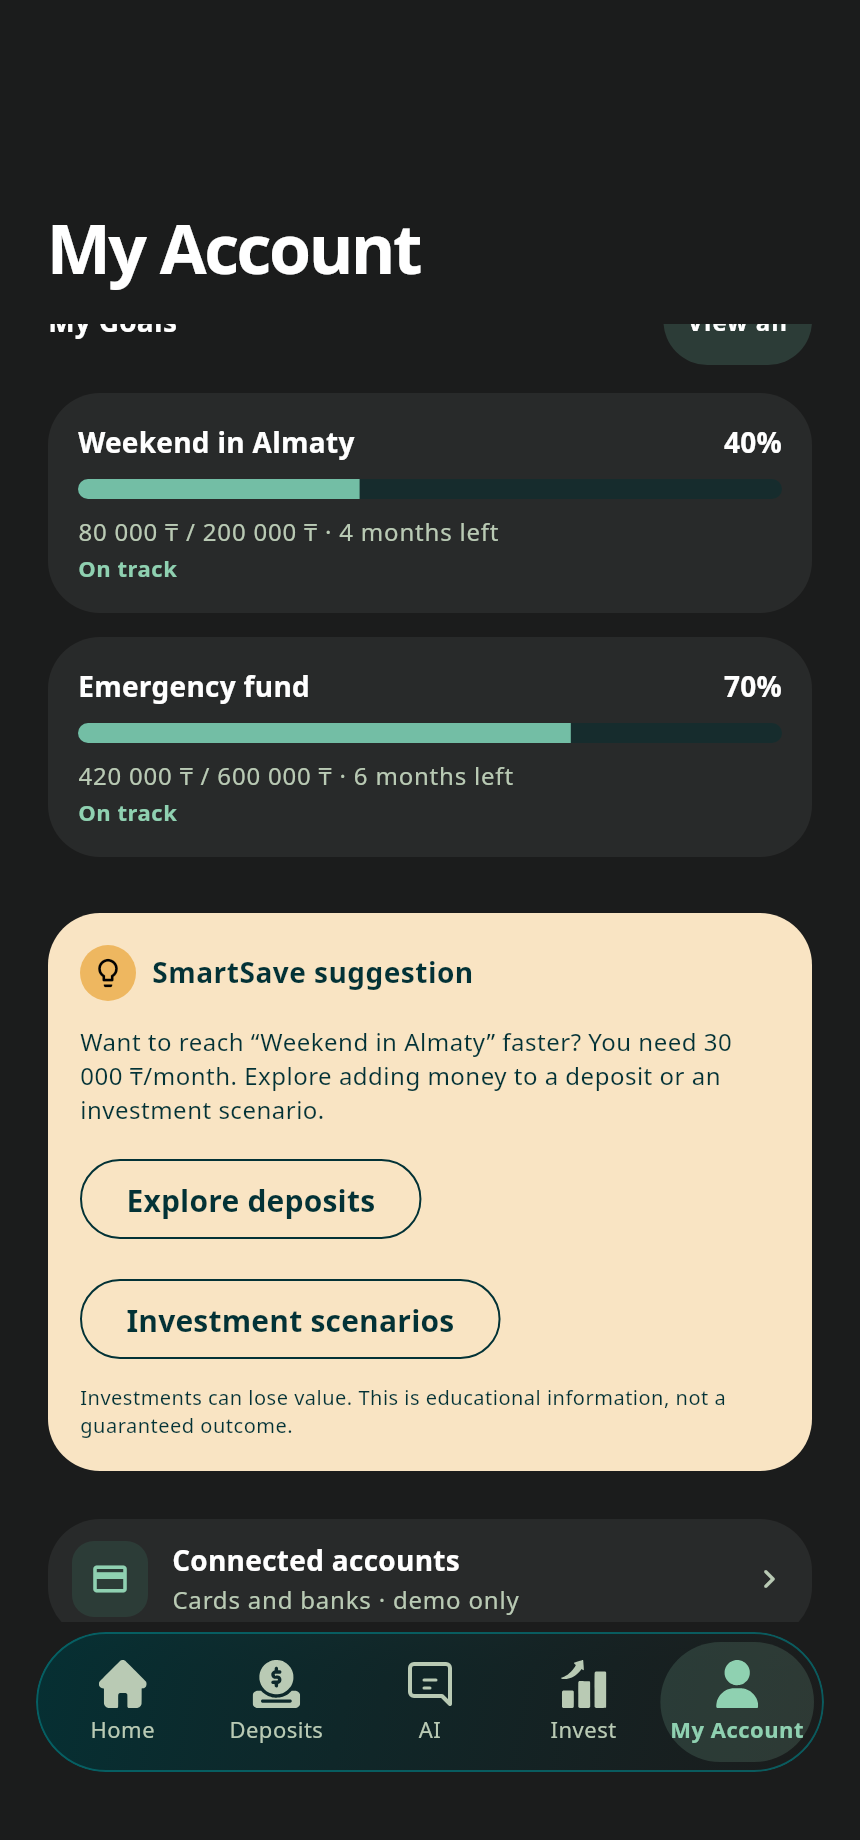 My Account
My Goals
View all
Weekend in Almaty
40%
80 000 ₸ / 200 000 ₸ · 4 months left
On track
Emergency fund
70%
420 000 ₸ / 600 000 ₸ · 6 months left
On track
SmartSave suggestion
Want to reach “Weekend in Almaty” faster? You need 30
000 ₸/month. Explore adding money to a deposit or an
investment scenario.
Explore deposits
Investment scenarios
Investments can lose value. This is educational information, not a
guaranteed outcome.
Connected accounts
Cards and banks · demo only
Home
Deposits
AI
Invest
My Account